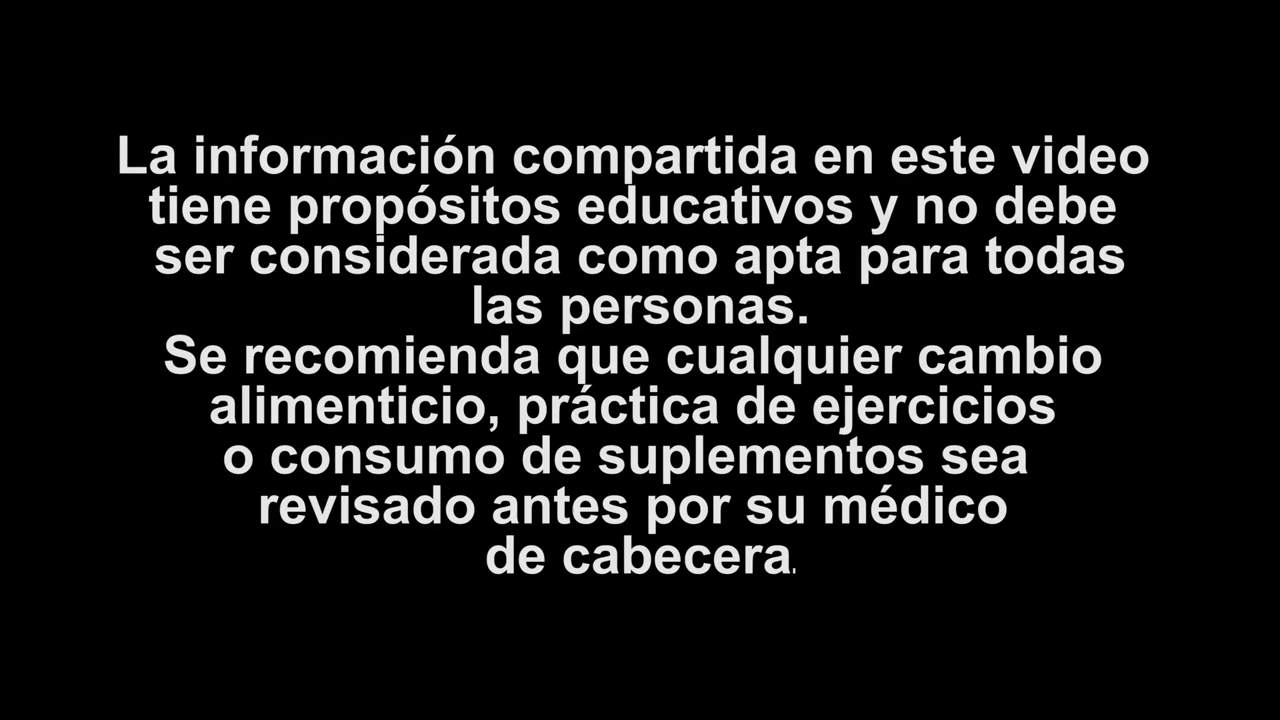 La información compartida en este video
tiene propósitos educativos y no debe
ser considerada como apta para todas
las personas.
Se recomienda que cualquier cambio
alimenticio, práctica de ejercicios
o consumo de suplementos sea
revisado antes por su médico
de cabecera.